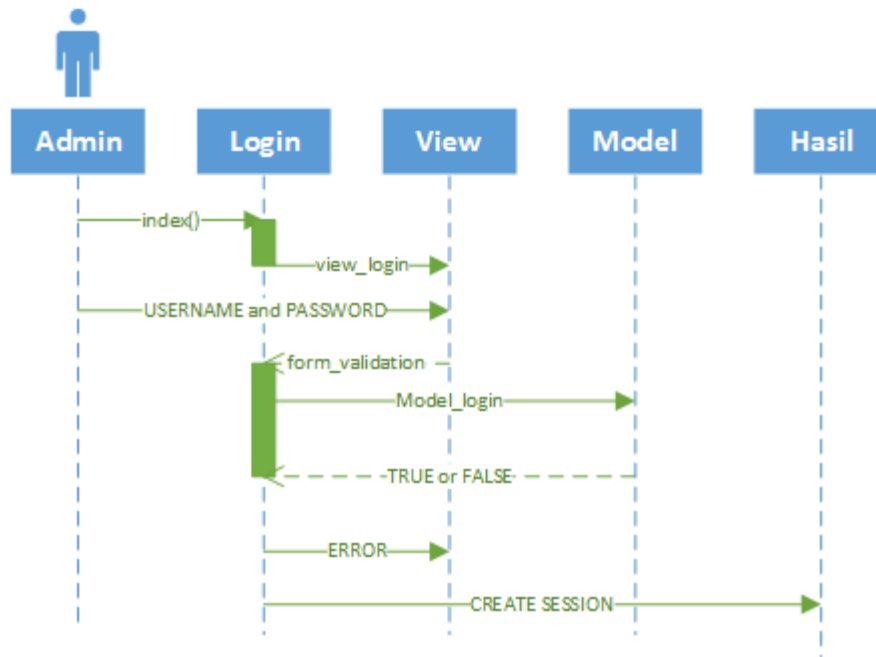 Admin
Login
View
Model
Hasil
index()
view_login
USERNAME and PASSWORD
form_validation
Model_login
TRUE or FALSE
ERROR
CREATE SESSION